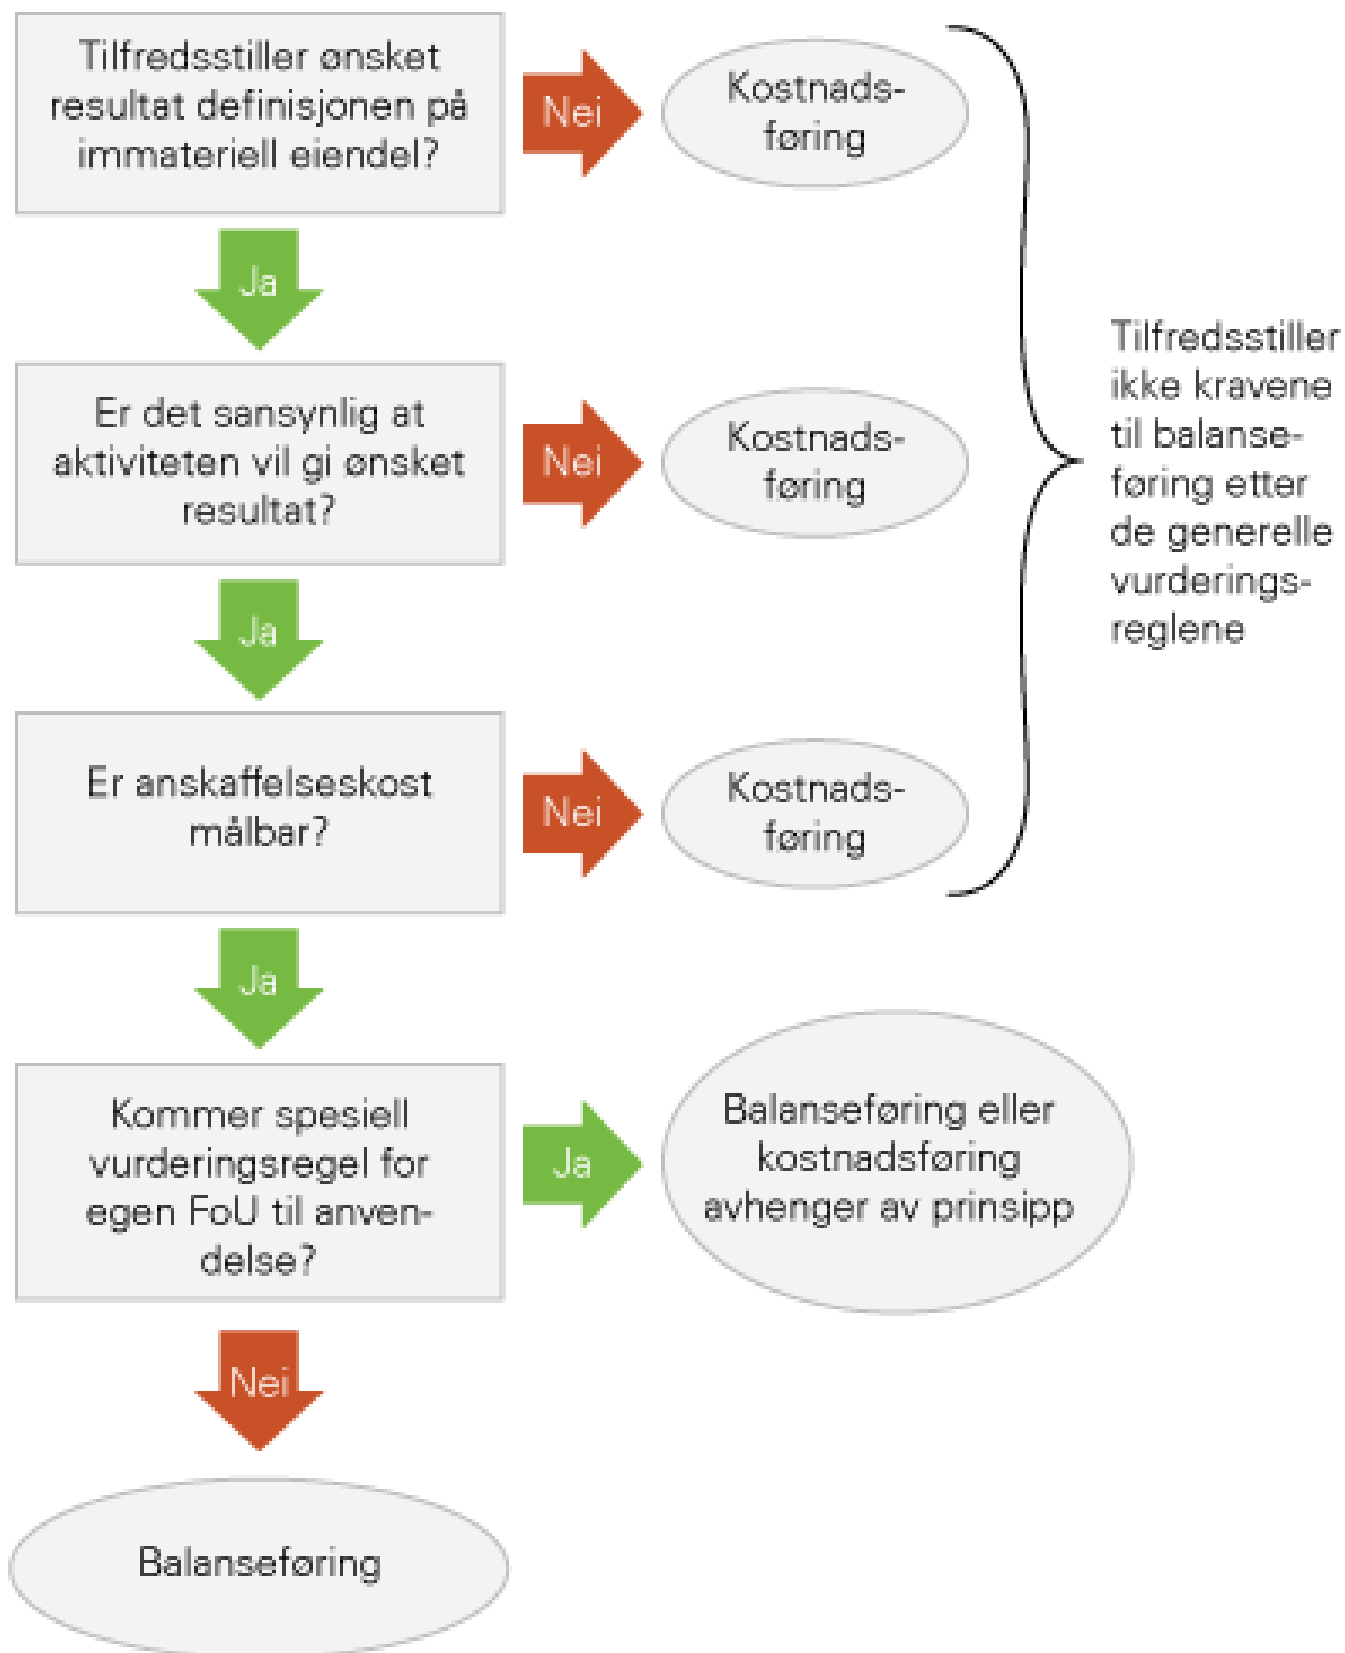 Tilfredsstiller ønsket
resultat definisjonen på
immateriell eiendel?
Nei
Kostnads-
føring
Ja
Er det sansynlig at
aktiviteten vil gi ønsket
resultat?
Nei
Kostnads-
føring
Ja
Er anskaffelseskost
målbar?
Nei
Kostnads-
føring
Tilfredsstiller
ikke kravene
til balanse-
føring etter
de generelle
vurderings-
reglene
Ja
Kommer spesiell
vurderingsregel for
egen FoU til anven-
delse?
Ja
Balanseføring eller
kostnadsføring
avhenger av prinsipp
Nei
Balanseføring